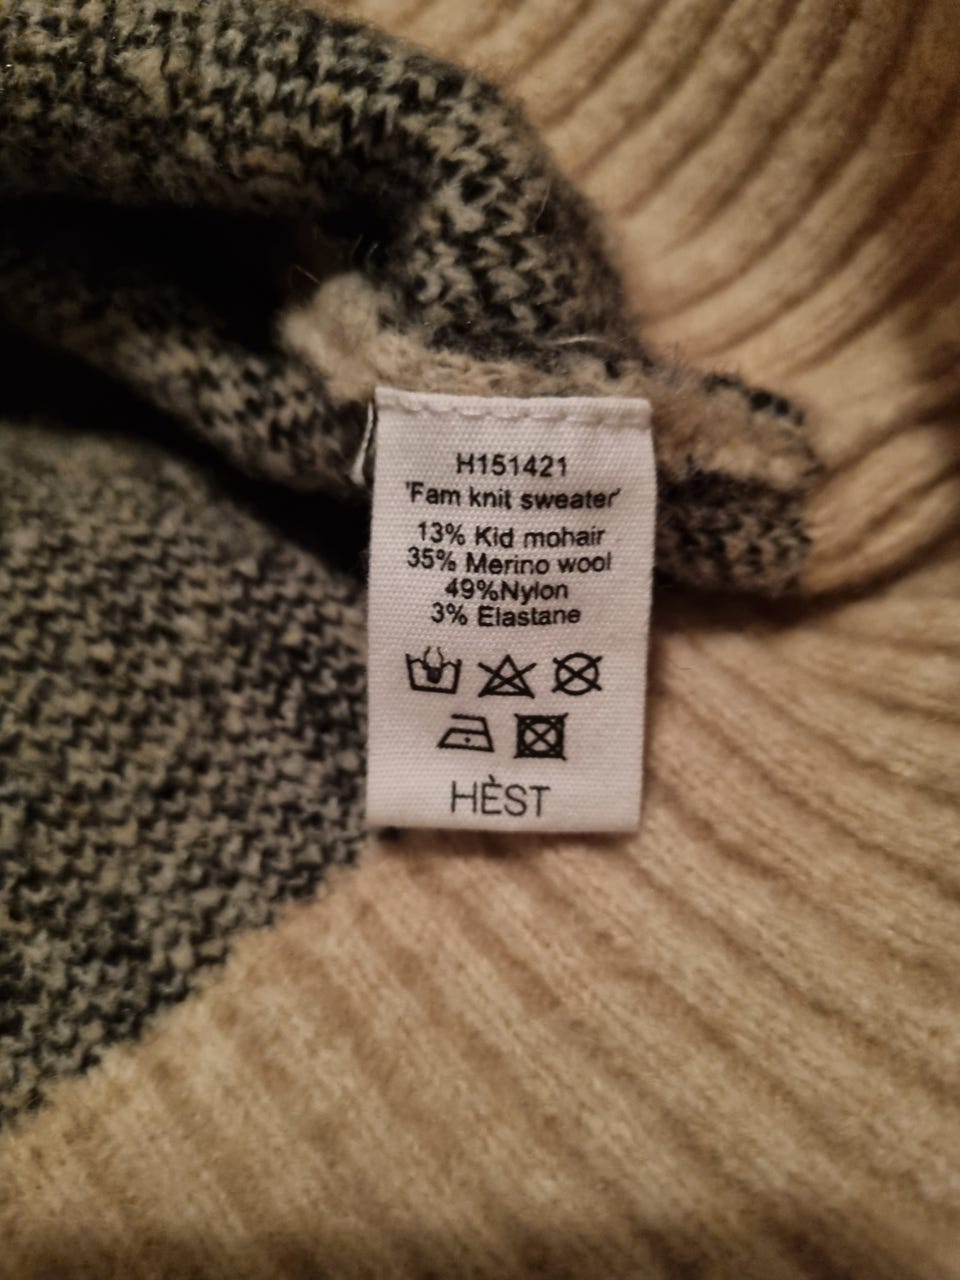 H151421
'Fam knit sweater'
13% Kid mohair
35% Merino wool
49%Nylon
3% Elastane
HÈST